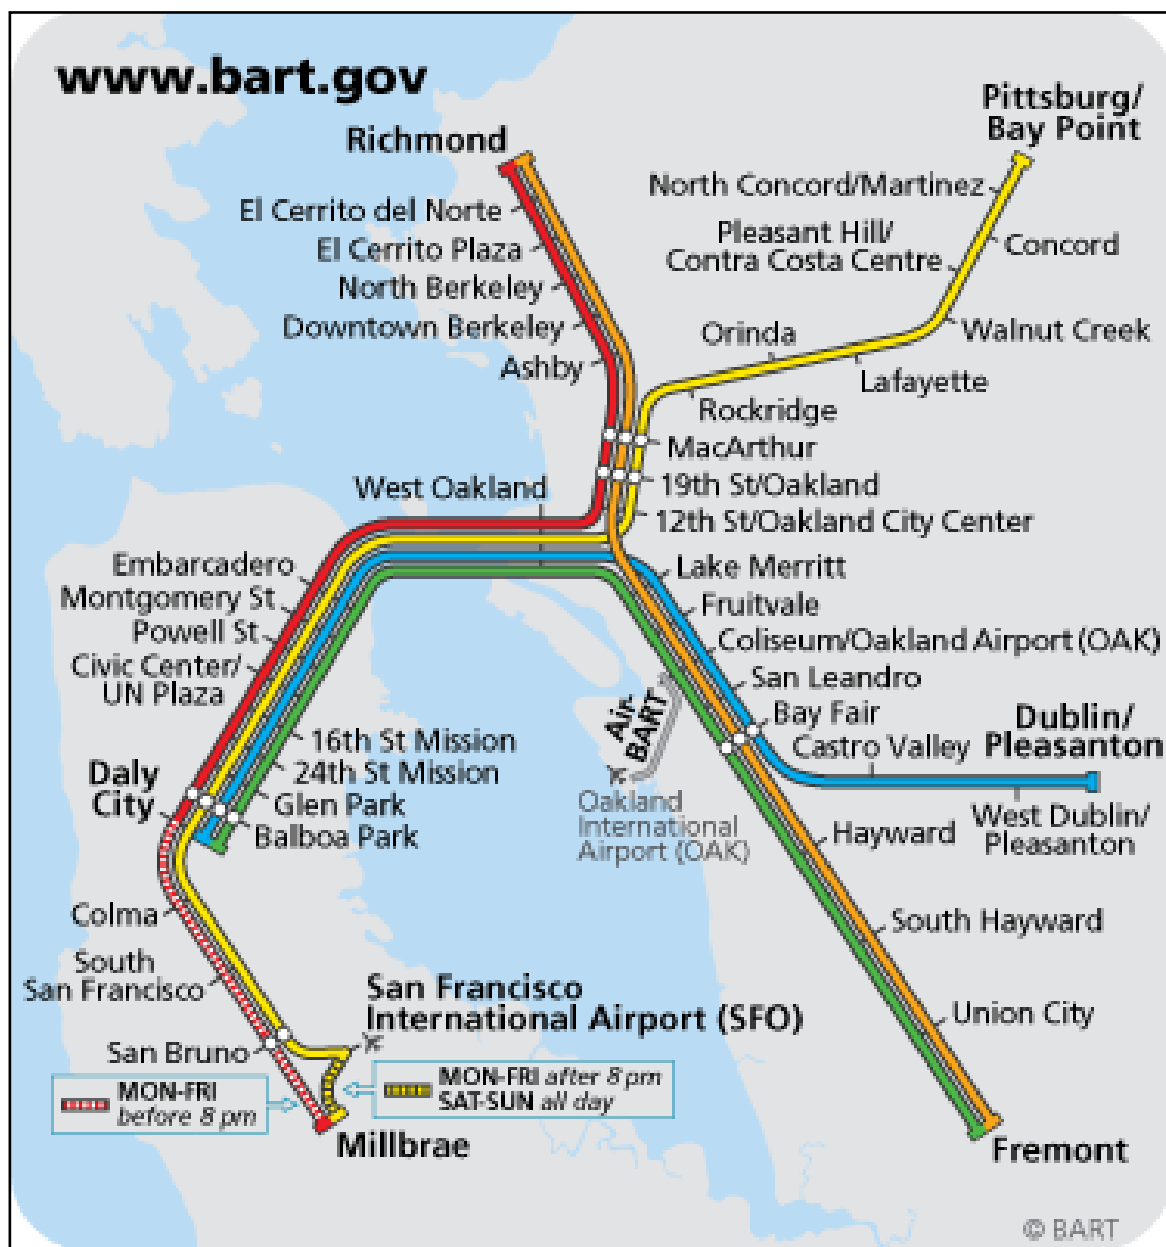 www.bart.gov
Richmond
El Cerrito del Norte
El Cerrito Plaza
North Berkeley
Downtown Berkeley
Ashby
Pittsburg/
Bay Point
North Concord/Martinez
Pleasant Hill/
Contra Costa Centre
Concord
Walnut Creek
Orinda
Lafayette
Rockridge
MacArthur
19th St/Oakland
12th St/Oakland City Center
West Oakland
Embarcadero
Montgomery St
Powell St
Civic Center/
UN Plaza
16th St Mission
24th St Mission
Glen Park
Balboa Park
Daly
City
Colma
South
San Francisco
San Bruno
San Francisco
International Airport (SFO)
MON-FRI
before 8 pm
MON-FRI after 8 pm
SAT-SUN all day
Millbrae
Lake Merritt
Fruitvale
Coliseum/Oakland Airport (OAK)
San Leandro
Bay Fair
Castro Valley
Dublin/
Pleasanton
West Dublin/
Pleasanton
Air-
BART
Oakland
International
Airport (OAK)
Hayward
South Hayward
Union City
Fremont
© BART